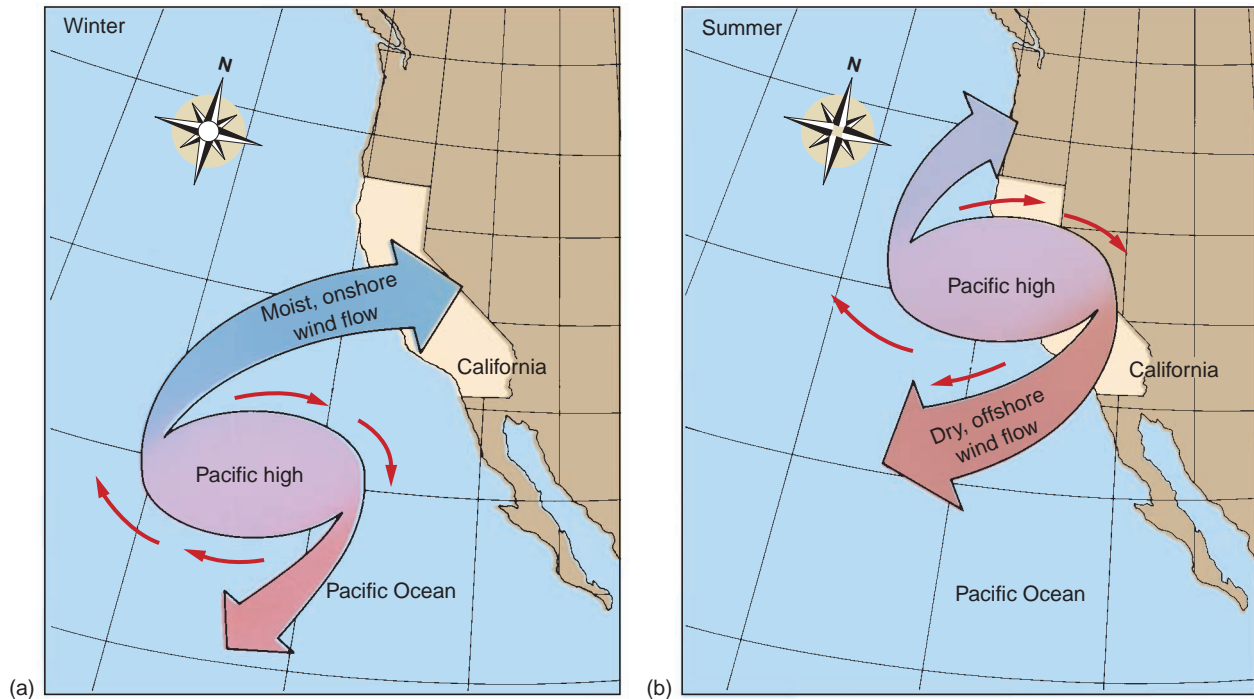 Winter
N
Moist, onshore
wind flow
California
Pacific high
Pacific Ocean
(a)
Summer
N
Pacific high
California
Dry, offshore
wind flow
Pacific Ocean
(b)